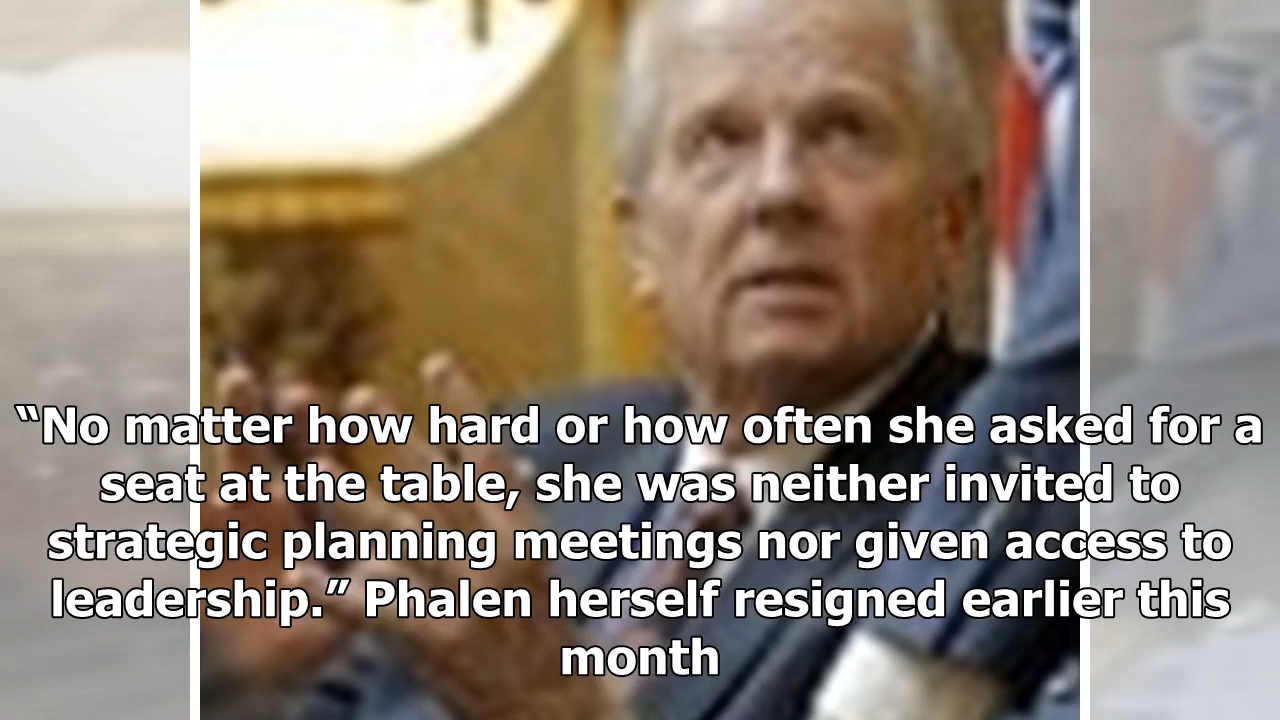 “No matter how hard or how often she asked for a
seat at the table, she was neither invited to
strategic planning meetings nor given access to
leadership.” Phalen herself resigned earlier this
month